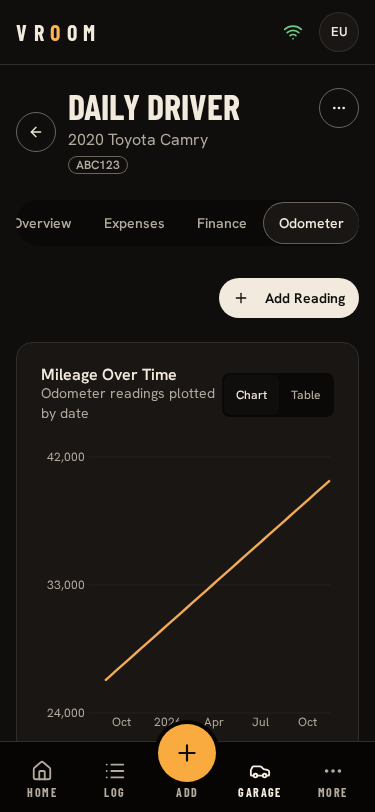 VROOM
EU
DAILY DRIVER
2020 Toyota Camry
ABC123
Overview Expenses Finance Odometer
Add Reading
Mileage Over Time
Odometer readings plotted
by date
Chart Table
42,000
33,000
24,000
Oct Apr Jul Oct
HOME LOG ADD GARAGE MORE